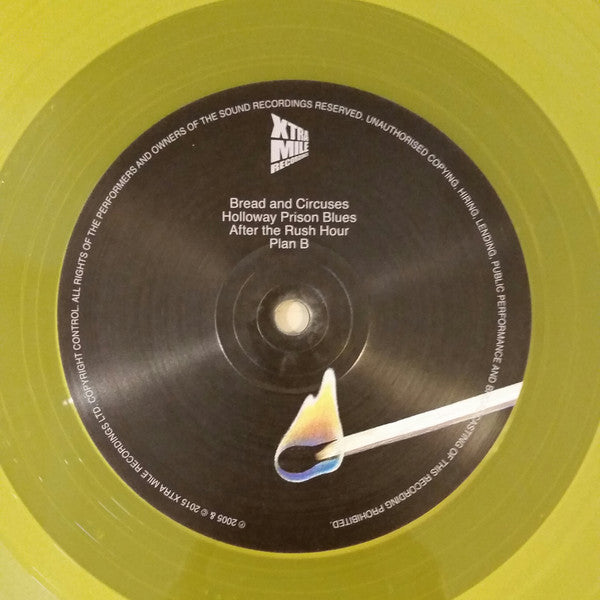 XTRA
MILE
RECORDINGS
Bread and Circuses
Holloway Prison Blues
After the Rush Hour
Plan B
℗ 2005 & © 2015 XTRA MILE RECORDINGS LTD. COPYRIGHT CONTROL. ALL RIGHTS OF THE PERFORMERS AND OWNERS OF THE SOUND RECORDINGS RESERVED. UNAUTHORISED COPYING, HIRING, LENDING, PUBLIC PERFORMANCE AND CASTING OF THIS RECORDING PROHIBITED.